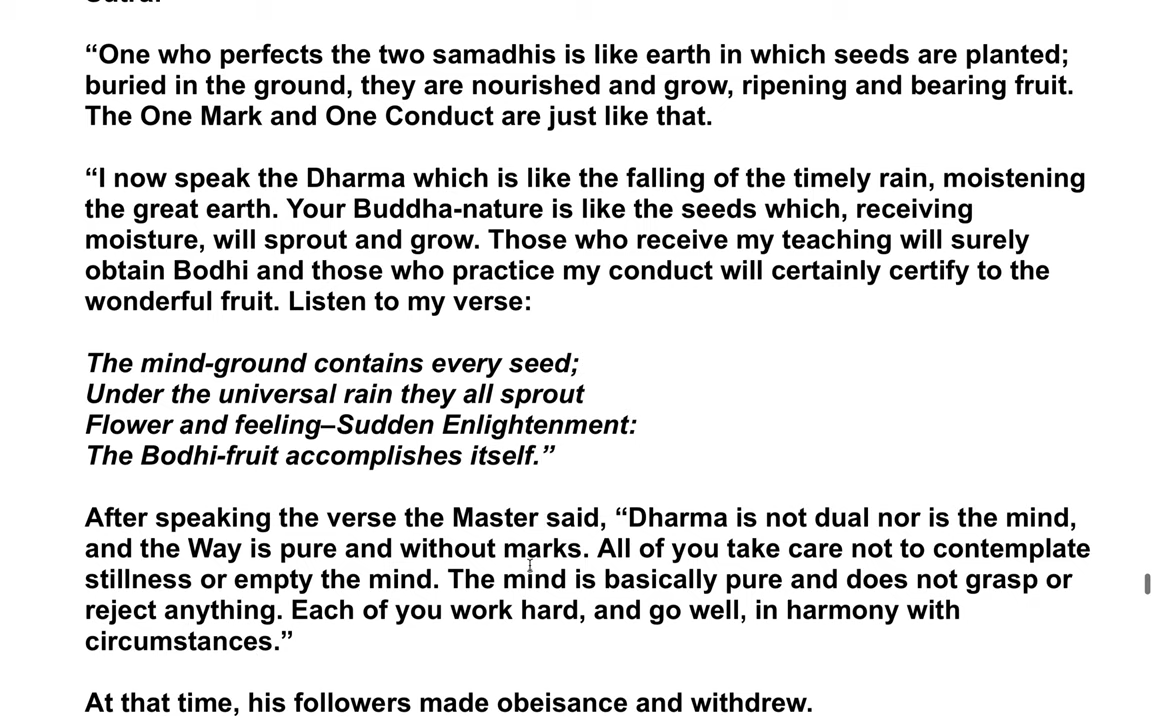 “One who perfects the two samadhis is like earth in which seeds are planted;
buried in the ground, they are nourished and grow, ripening and bearing fruit.
The One Mark and One Conduct are just like that.
“I now speak the Dharma which is like the falling of the timely rain, moistening
the great earth. Your Buddha-nature is like the seeds which, receiving
moisture, will sprout and grow. Those who receive my teaching will surely
obtain Bodhi and those who practice my conduct will certainly certify to the
wonderful fruit. Listen to my verse:
The mind-ground contains every seed;
Under the universal rain they all sprout
Flower and feeling–Sudden Enlightenment:
The Bodhi-fruit accomplishes itself.”
After speaking the verse the Master said, “Dharma is not dual nor is the mind,
and the Way is pure and without marks. All of you take care not to contemplate
stillness or empty the mind. The mind is basically pure and does not grasp or
reject anything. Each of you work hard, and go well, in harmony with
circumstances.”
At that time, his followers made obeisance and withdrew.